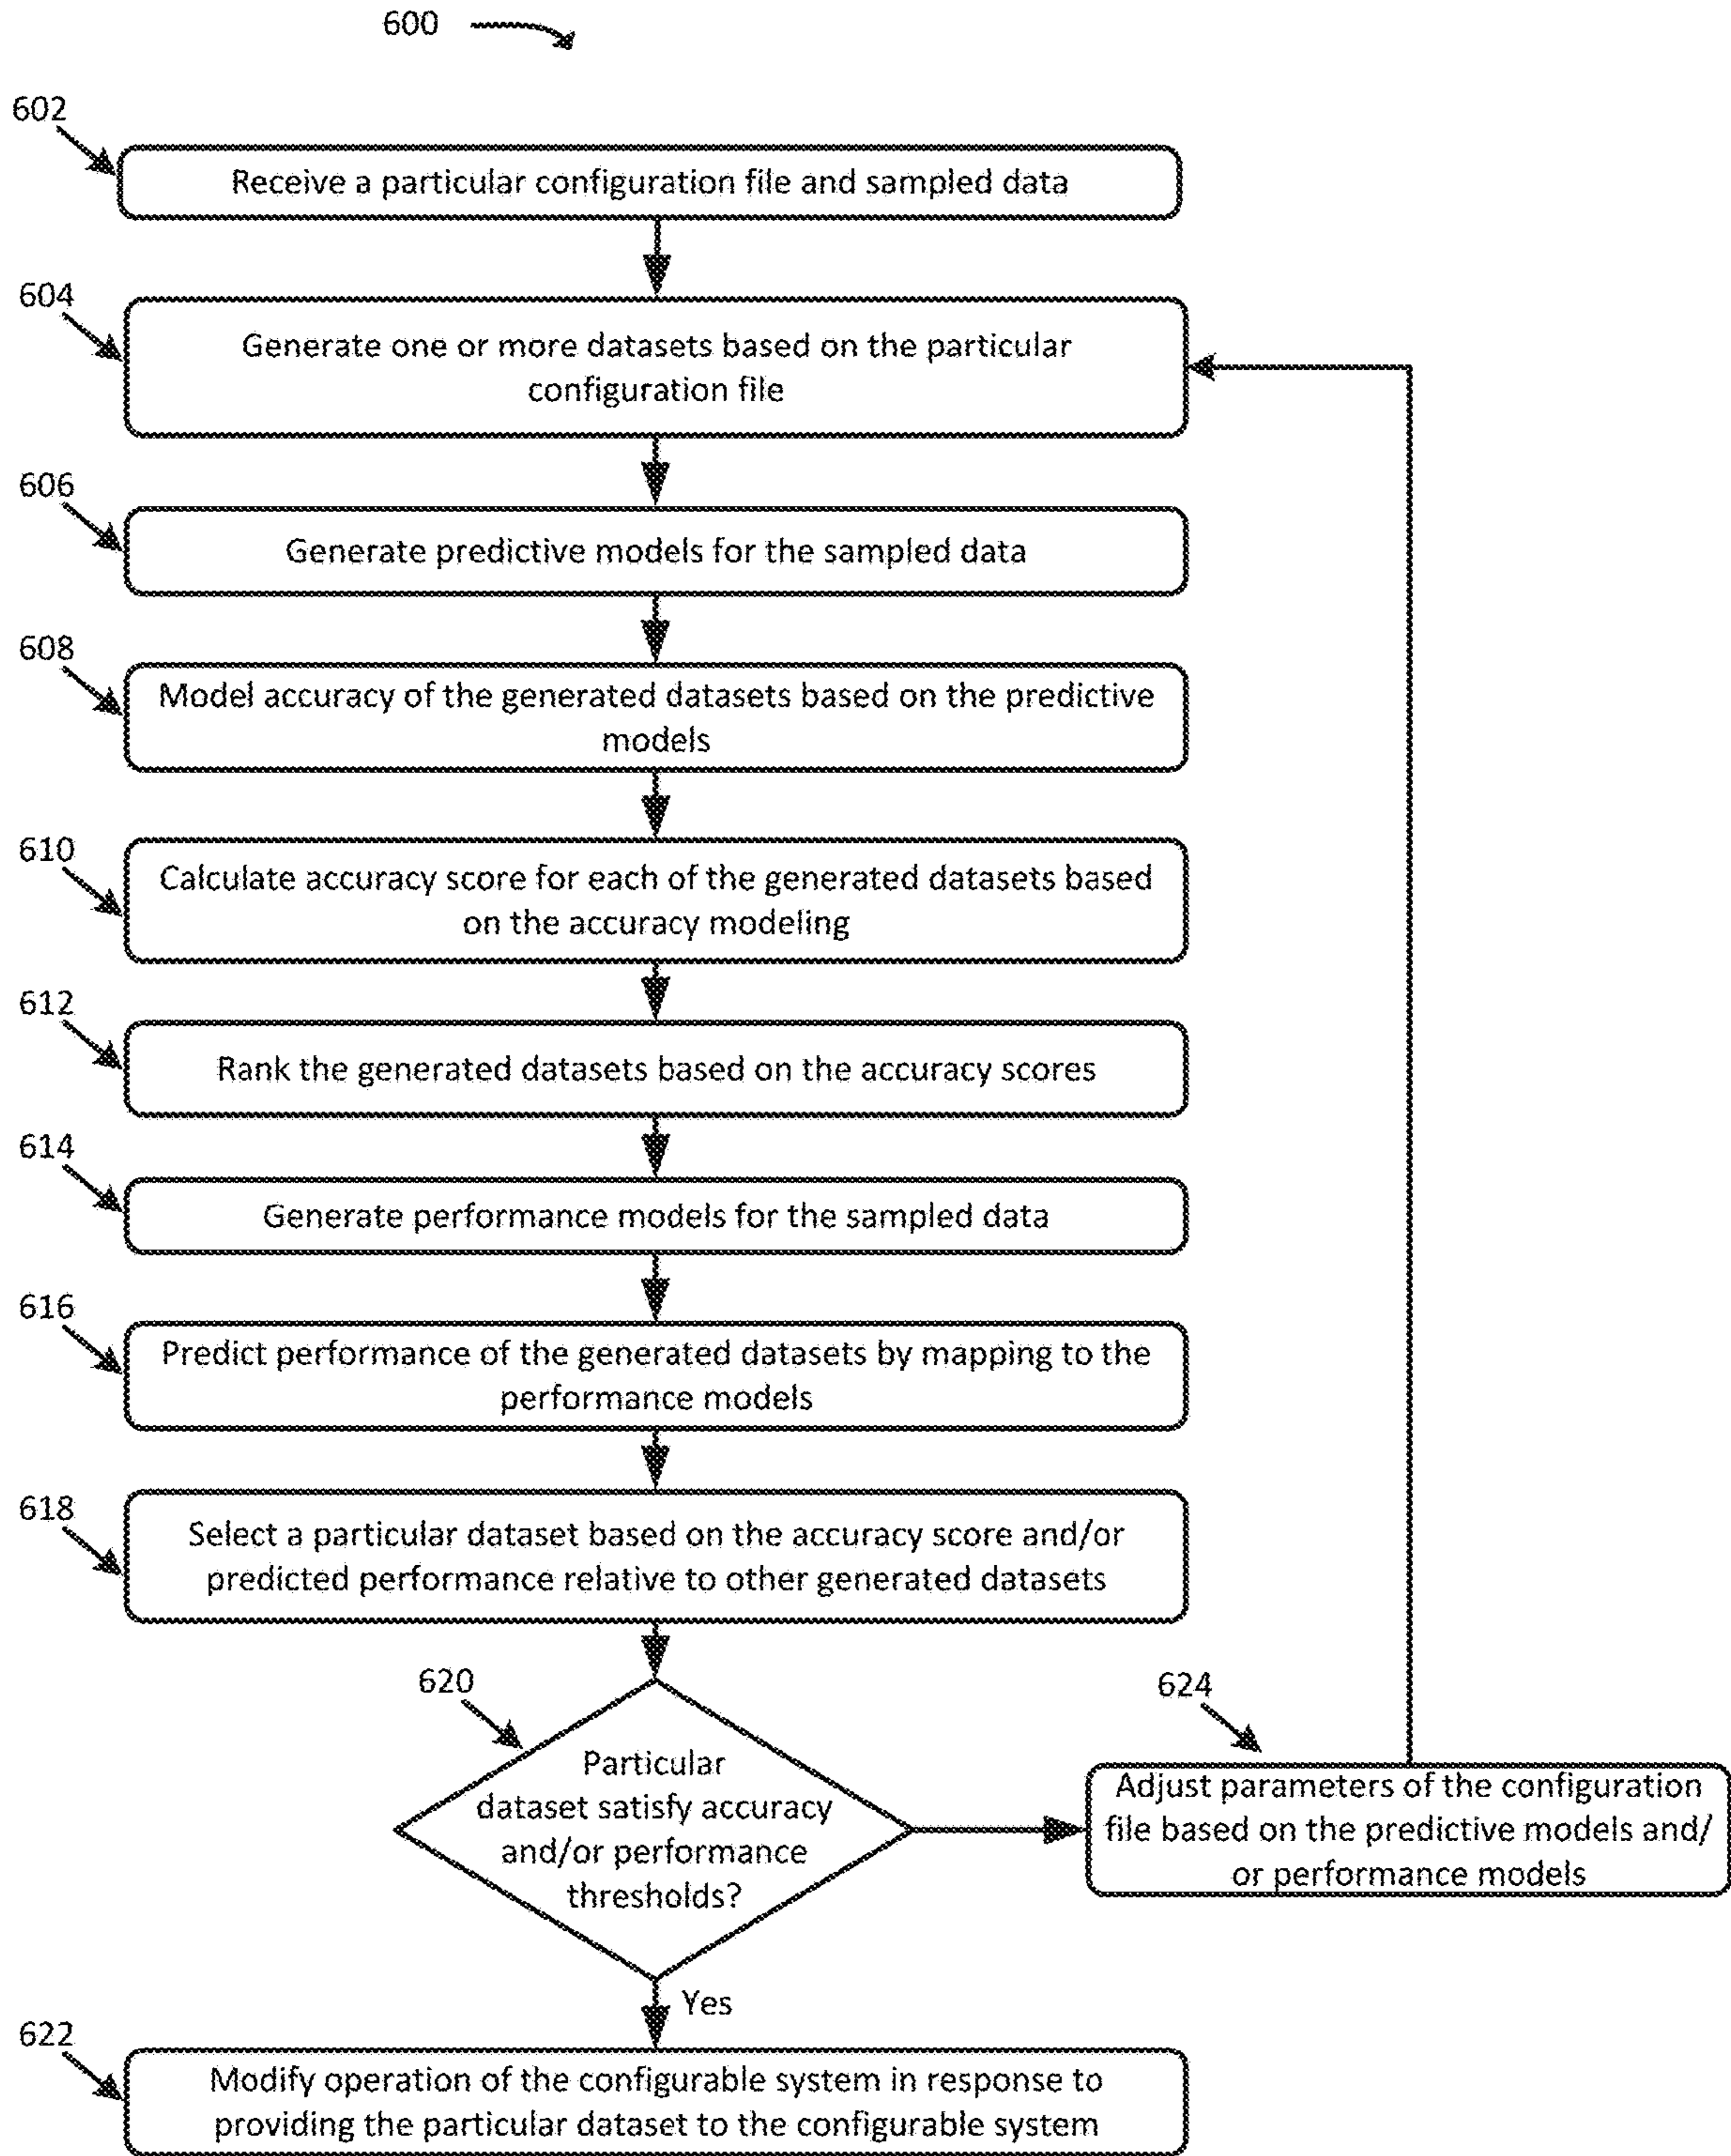 600
602
Receive a particular configuration file and sampled data
604
Generate one or more datasets based on the particular
configuration file
606
Generate predictive models for the sampled data
608
Model accuracy of the generated datasets based on the predictive
models
610
Calculate accuracy score for each of the generated datasets based
on the accuracy modeling
612
Rank the generated datasets based on the accuracy scores
614
Generate performance models for the sampled data
616
Predict performance of the generated datasets by mapping to the
performance models
618
Select a particular dataset based on the accuracy score and/or
predicted performance relative to other generated datasets
620
Particular
dataset satisfy accuracy
and/or performance
thresholds?
624
Adjust parameters of the configuration
file based on the predictive models and/
or performance models
Yes
622
Modify operation of the configurable system in response to
providing the particular dataset to the configurable system